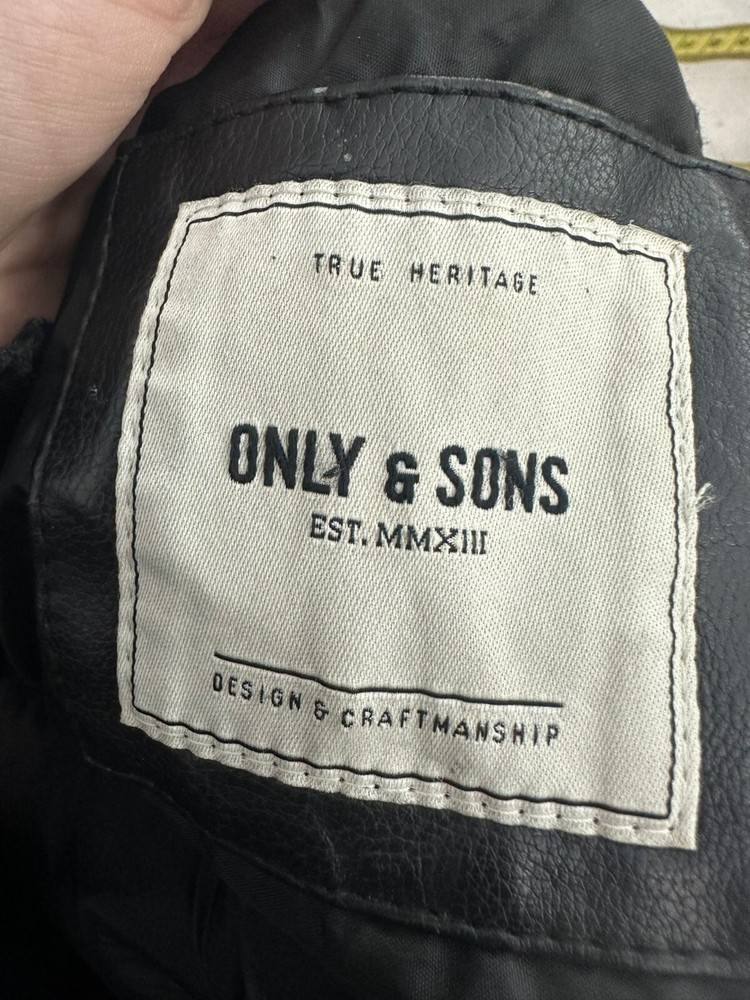 TRUE HERITAGE
ONLY & SONS
EST. MMXIII
DESIGN & CRAFTMANSHIP